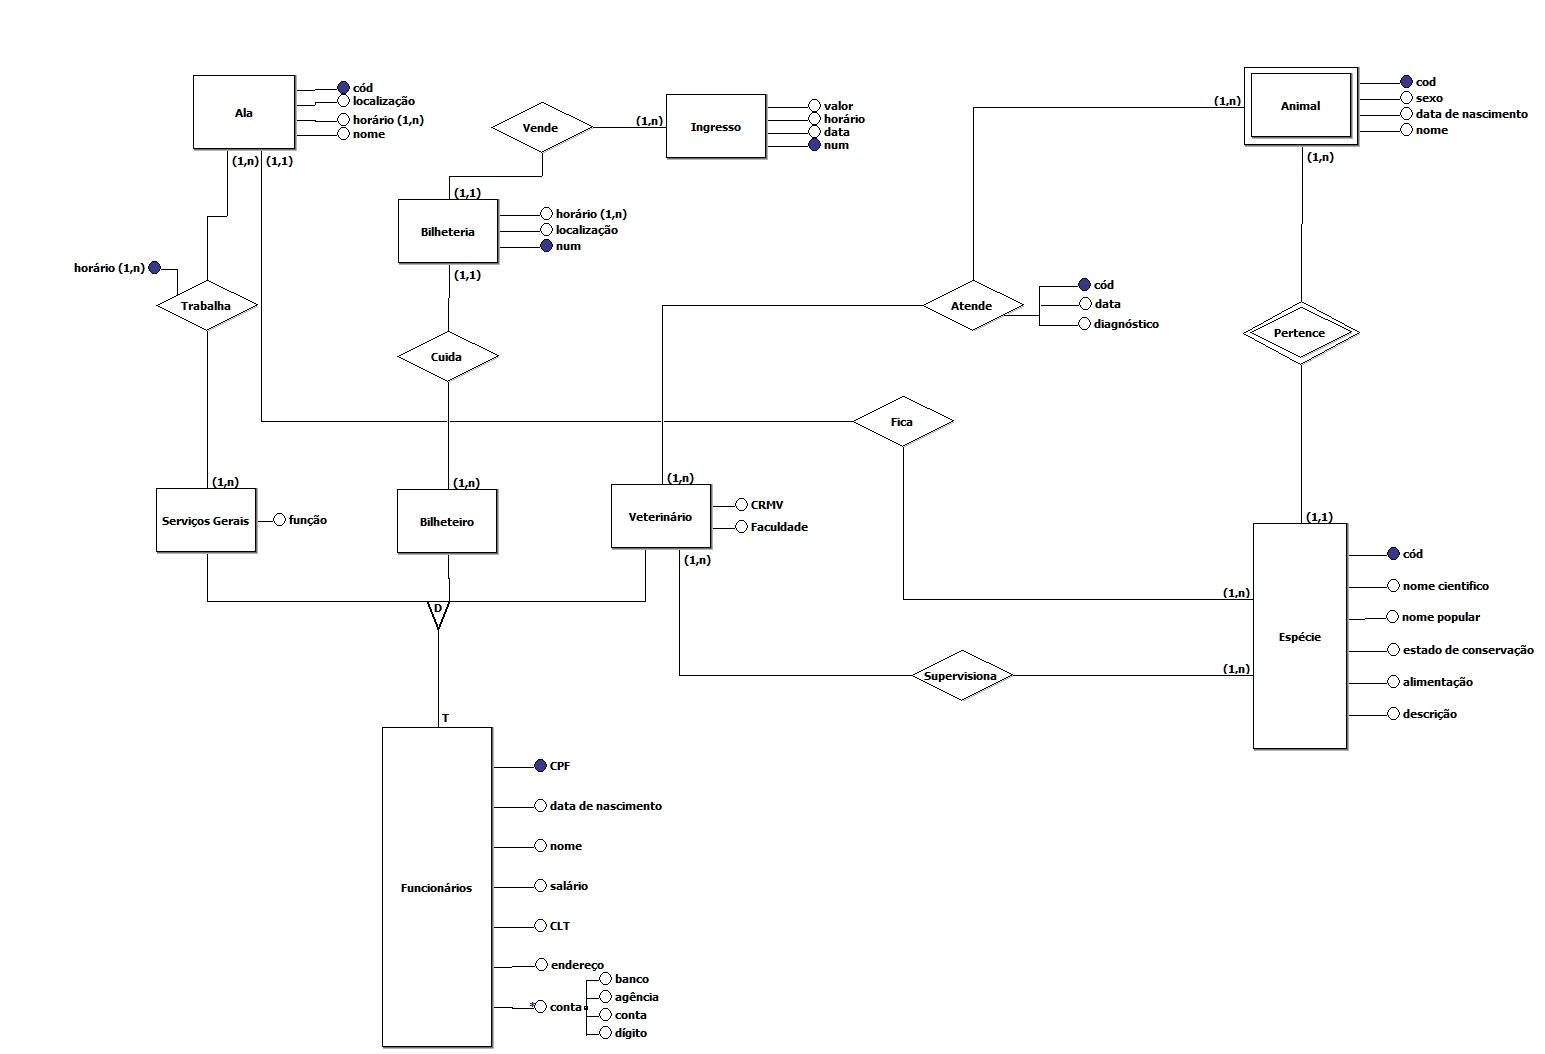 Ala
cód
localização
horário (1,n)
nome
(1,n)
(1,1)
Vende
(1,n)
Ingresso
valor
horário
data
num
(1,1)
Bilheteria
horário (1,n)
localização
num
(1,1)
(1,n)
Animal
cod
sexo
data de nascimento
nome
(1,n)
horário (1,n)
Trabalha
Cuida
Atende
cód
data
diagnóstico
Pertence
Fica
(1,n)
Serviços Gerais
função
(1,n)
Bilheteiro
(1,n)
Veterinário
CRMV
Faculdade
(1,n)
(1,1)
Espécie
cód
nome cientifico
nome popular
estado de conservação
alimentação
descrição
(1,n)
(1,n)
Supervisiona
D
T
Funcionários
CPF
data de nascimento
nome
salário
CLT
endereço
* conta
banco
agência
conta
dígito